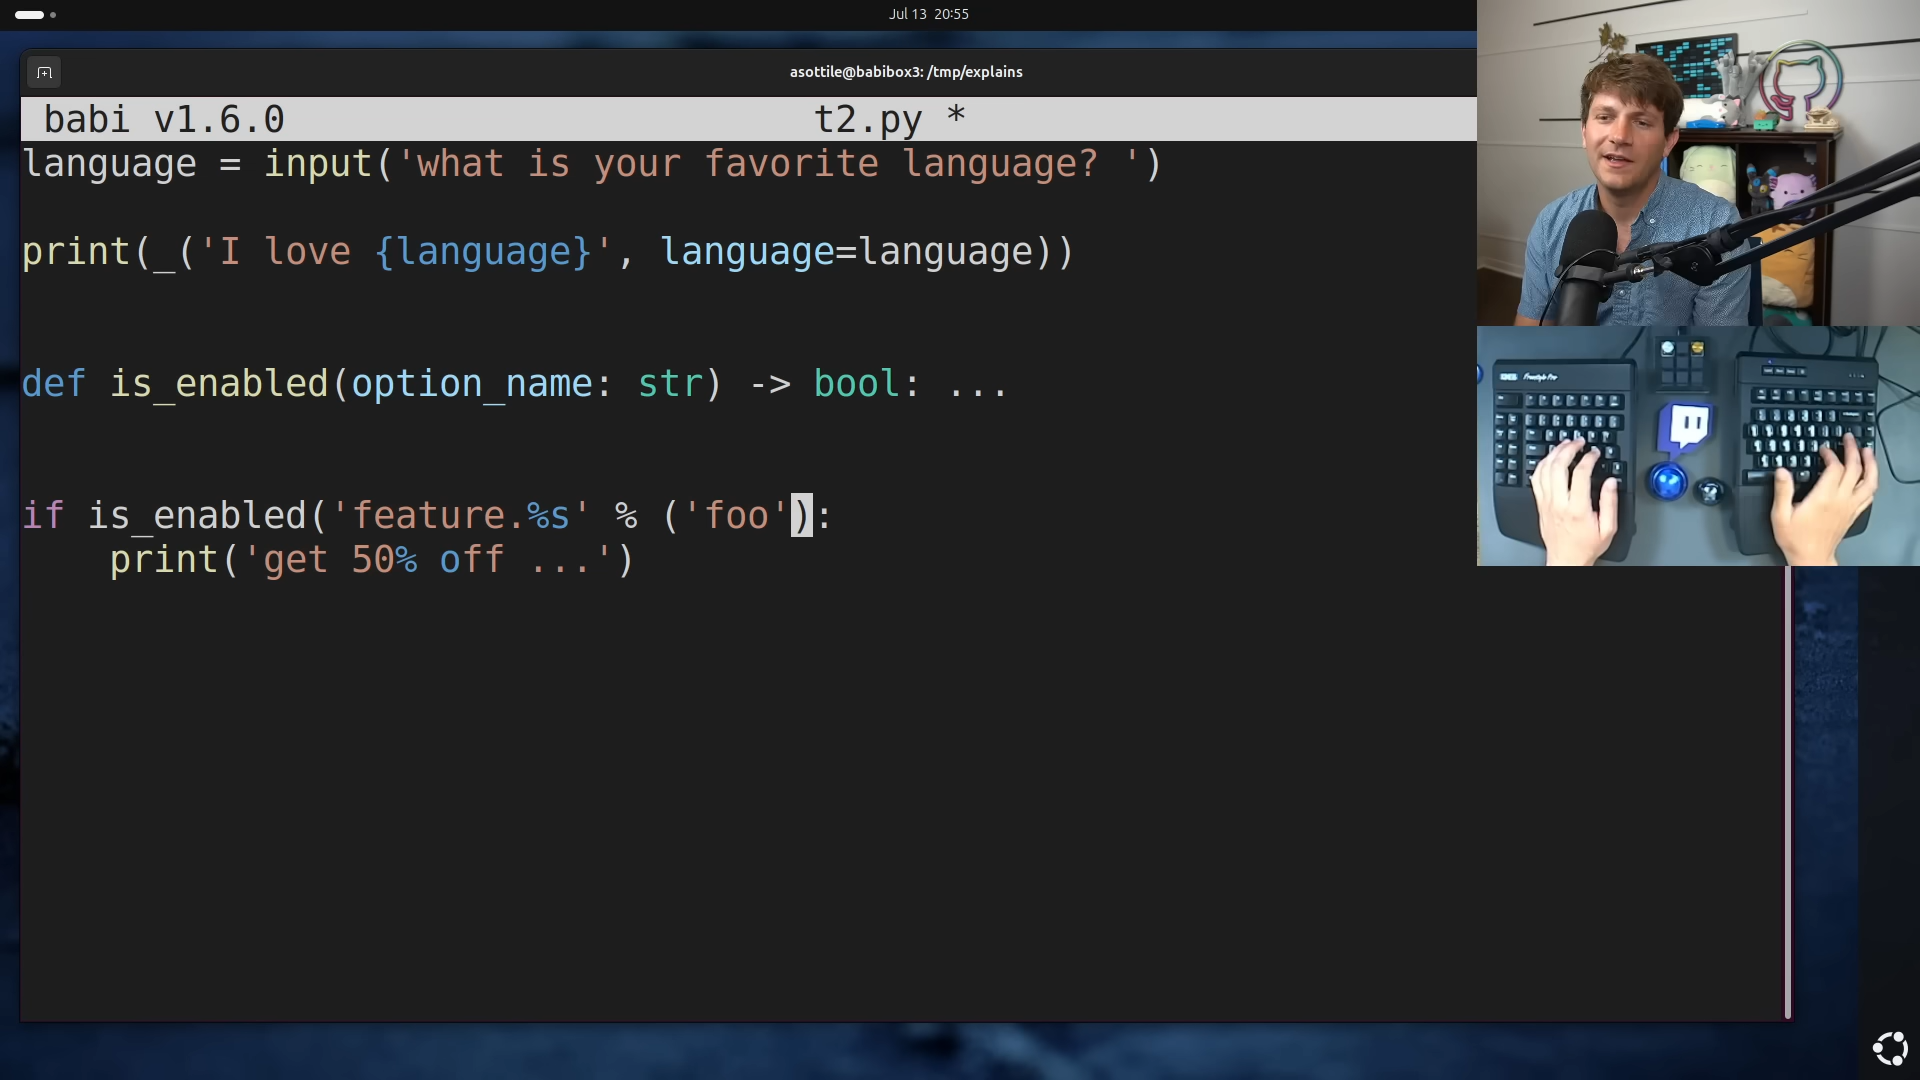 Jul 13 20:55
asottile@babibox3: /tmp/explains
babi v1.6.0 t2.py *
language = input('what is your favorite language? ')
print(_('I love {language}', language=language))
def is_enabled(option_name: str) -> bool: ...
if is_enabled('feature.%s' % ('foo'):
    print('get 50% off ...')
Freestyle Pro